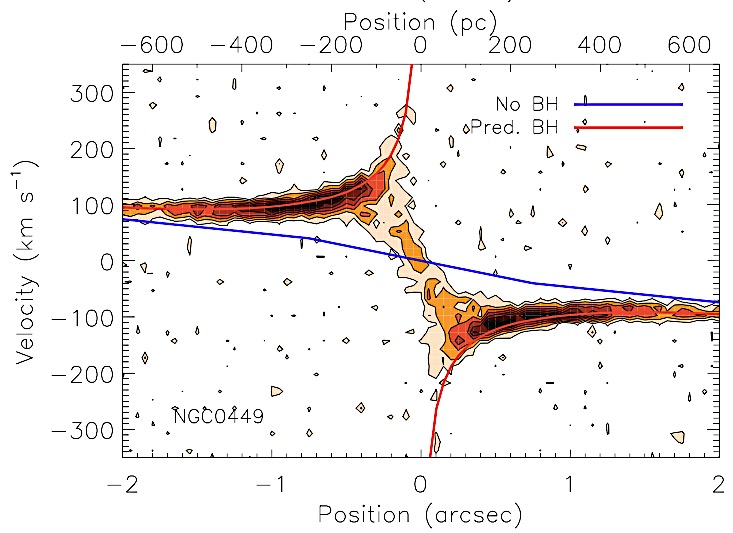 Position (pc)
−600 −400 −200 0 200 400 600
300
200
100
0
−100
−200
−300
Velocity (km s⁻¹)
No BH
Pred. BH
NGC0449
−2 −1 0 1 2
Position (arcsec)